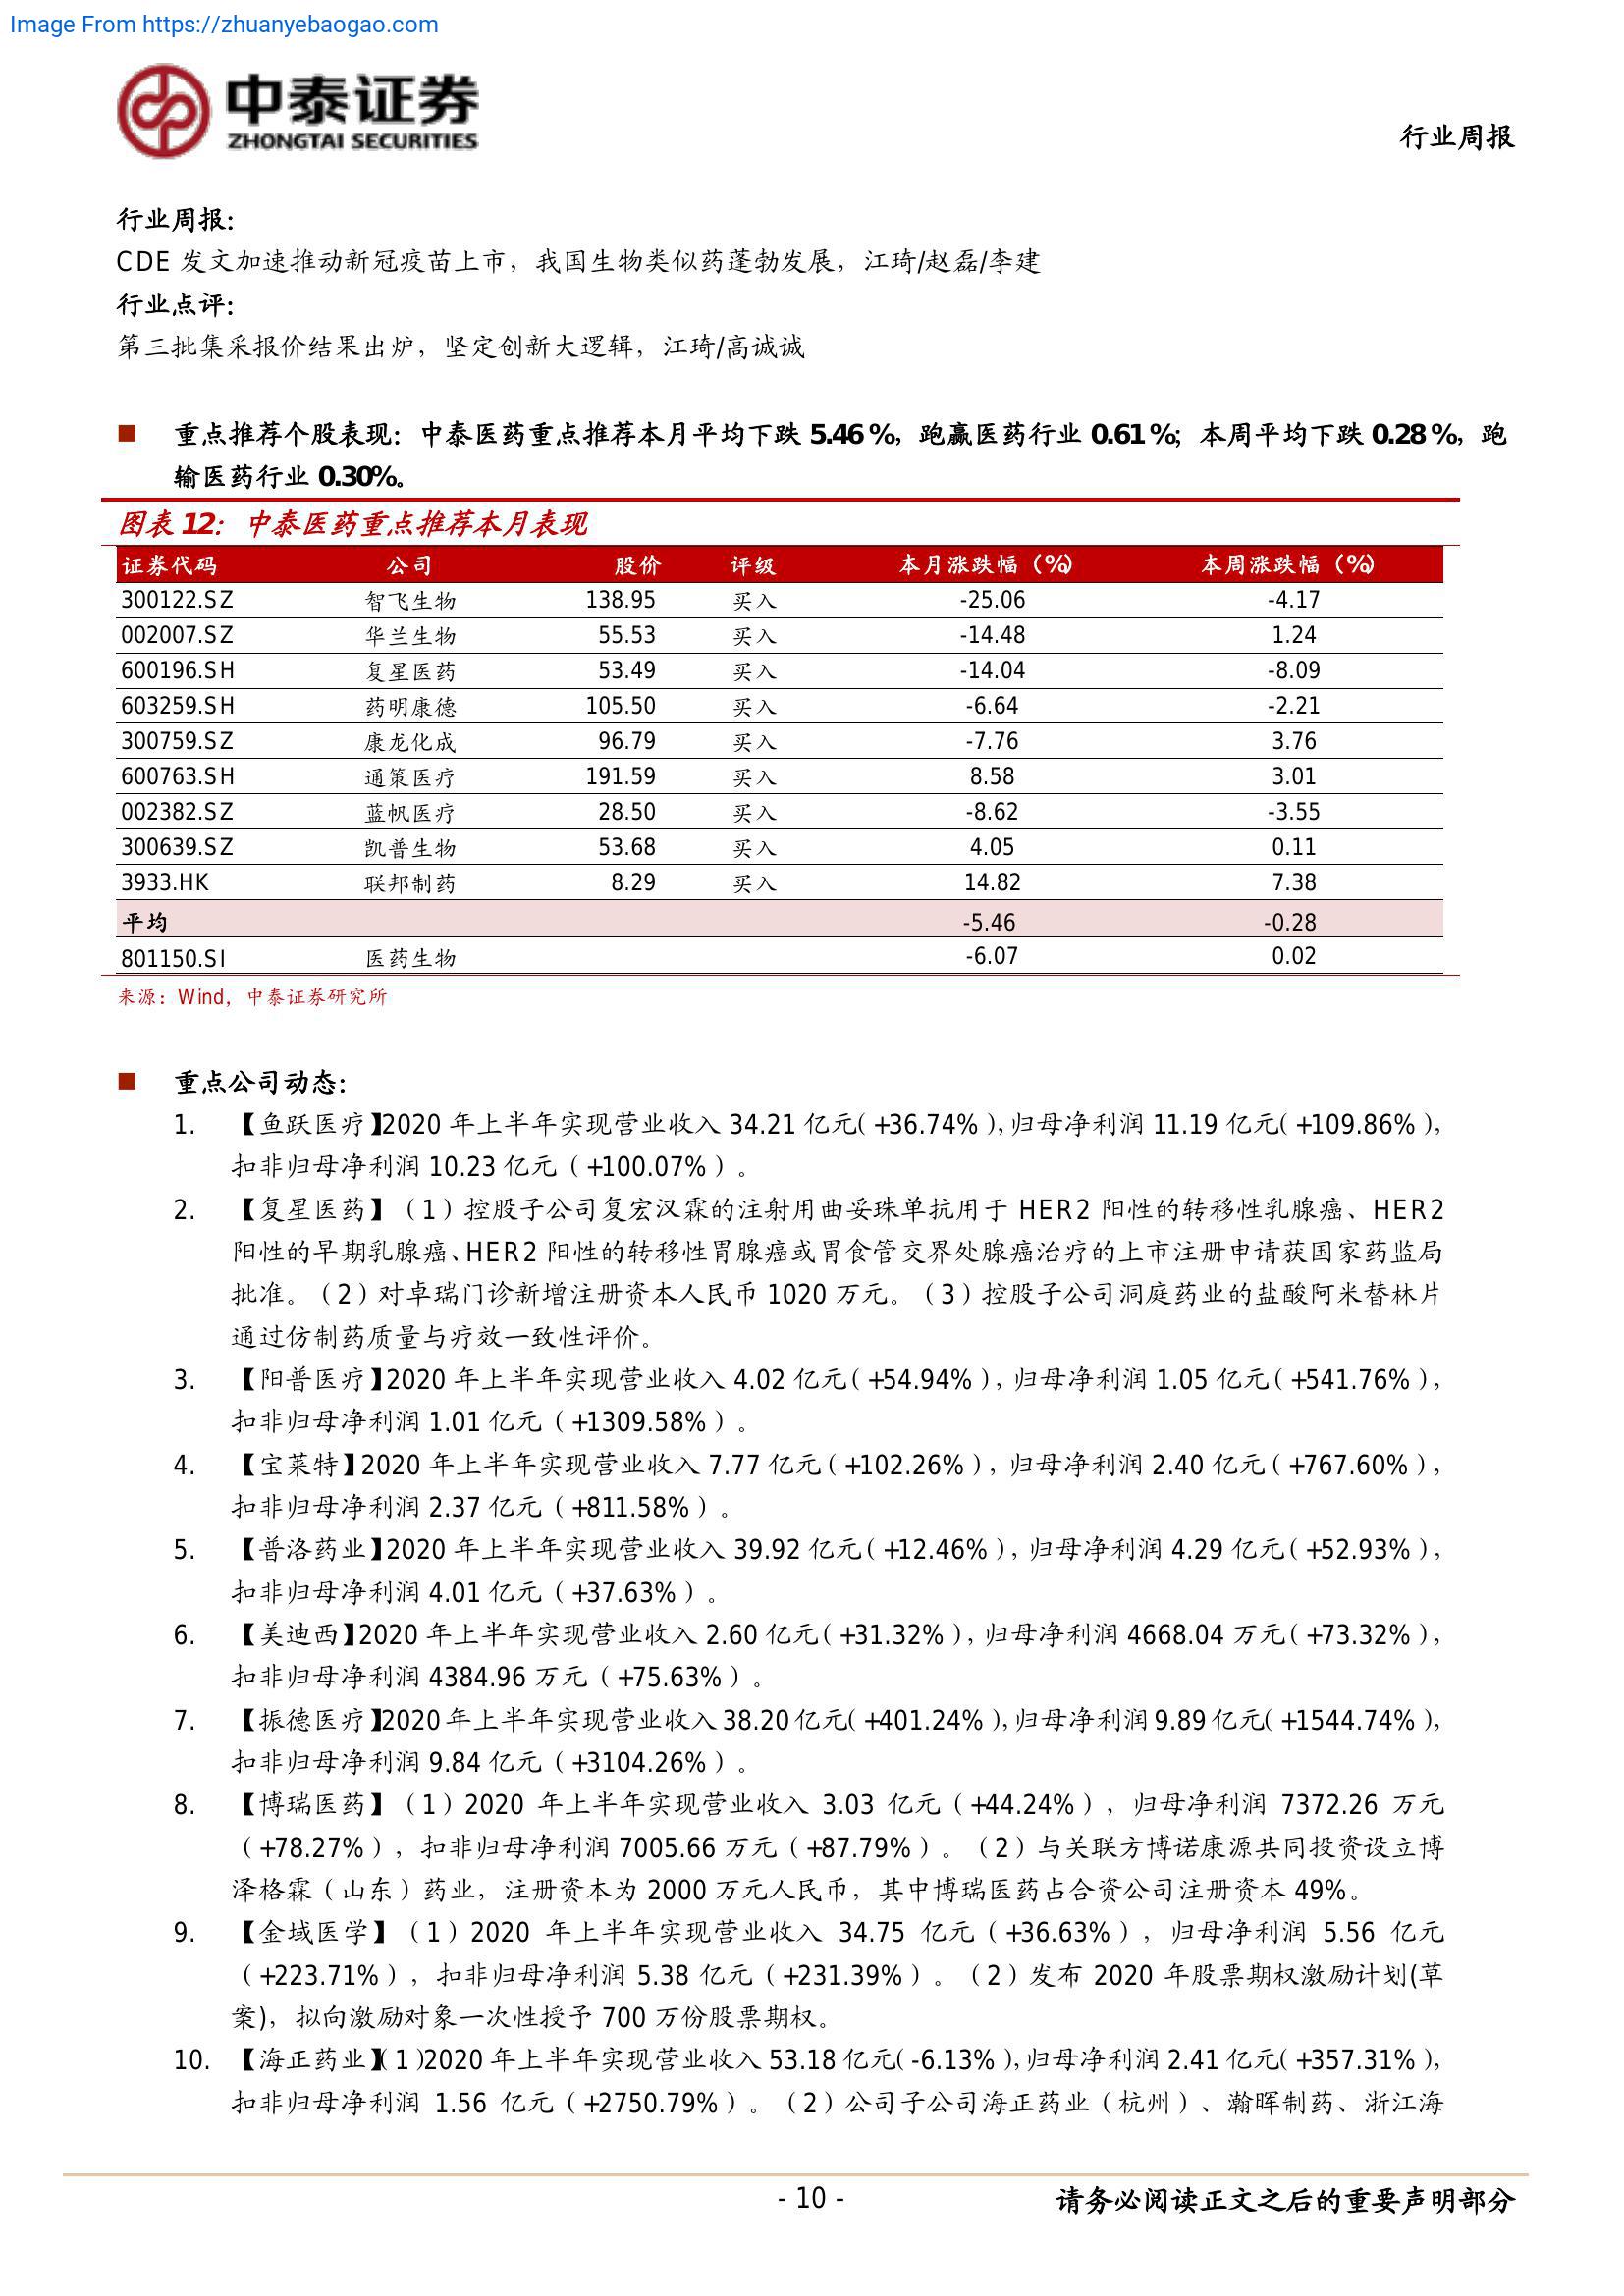 Image From https://zhuanyebaogao.com
中泰证券
ZHONGTAI SECURITIES
行业周报
行业周报：
CDE 发文加速推动新冠疫苗上市，我国生物类似药蓬勃发展，江琦/赵磊/李建
行业点评：
第三批集采报价结果出炉，坚定创新大逻辑，江琦/高诚诚
■ 重点推荐个股表现：中泰医药重点推荐本月平均下跌 5.46%，跑赢医药行业 0.61%；本周平均下跌 0.28%，跑
输医药行业 0.30%。
图表 12：中泰医药重点推荐本月表现
证券代码 公司 股价 评级 本月涨跌幅（%） 本周涨跌幅（%）
300122.SZ 智飞生物 138.95 买入 -25.06 -4.17
002007.SZ 华兰生物 55.53 买入 -14.48 1.24
600196.SH 复星医药 53.49 买入 -14.04 -8.09
603259.SH 药明康德 105.50 买入 -6.64 -2.21
300759.SZ 康龙化成 96.79 买入 -7.76 3.76
600763.SH 通策医疗 191.59 买入 8.58 3.01
002382.SZ 蓝帆医疗 28.50 买入 -8.62 -3.55
300639.SZ 凯普生物 53.68 买入 4.05 0.11
3933.HK 联邦制药 8.29 买入 14.82 7.38
平均 -5.46 -0.28
801150.SI 医药生物 -6.07 0.02
来源：Wind，中泰证券研究所
■ 重点公司动态：
1. 【鱼跃医疗】2020 年上半年实现营业收入 34.21 亿元（+36.74%），归母净利润 11.19 亿元（+109.86%），
扣非归母净利润 10.23 亿元（+100.07%）。
2. 【复星医药】（1）控股子公司复宏汉霖的注射用曲妥珠单抗用于 HER2 阳性的转移性乳腺癌、HER2
阳性的早期乳腺癌、HER2 阳性的转移性胃腺癌或胃食管交界处腺癌治疗的上市注册申请获国家药监局
批准。（2）对卓瑞门诊新增注册资本人民币 1020 万元。（3）控股子公司洞庭药业的盐酸阿米替林片
通过仿制药质量与疗效一致性评价。
3. 【阳普医疗】2020 年上半年实现营业收入 4.02 亿元（+54.94%），归母净利润 1.05 亿元（+541.76%），
扣非归母净利润 1.01 亿元（+1309.58%）。
4. 【宝莱特】2020 年上半年实现营业收入 7.77 亿元（+102.26%），归母净利润 2.40 亿元（+767.60%），
扣非归母净利润 2.37 亿元（+811.58%）。
5. 【普洛药业】2020 年上半年实现营业收入 39.92 亿元（+12.46%），归母净利润 4.29 亿元（+52.93%），
扣非归母净利润 4.01 亿元（+37.63%）。
6. 【美迪西】2020 年上半年实现营业收入 2.60 亿元（+31.32%），归母净利润 4668.04 万元（+73.32%），
扣非归母净利润 4384.96 万元（+75.63%）。
7. 【振德医疗】2020 年上半年实现营业收入 38.20 亿元（+401.24%），归母净利润 9.89 亿元（+1544.74%），
扣非归母净利润 9.84 亿元（+3104.26%）。
8. 【博瑞医药】（1）2020 年上半年实现营业收入 3.03 亿元（+44.24%），归母净利润 7372.26 万元
（+78.27%），扣非归母净利润 7005.66 万元（+87.79%）。（2）与关联方博诺康源共同投资设立博
泽格霖（山东）药业，注册资本为 2000 万元人民币，其中博瑞医药占合资公司注册资本 49%。
9. 【金域医学】（1）2020 年上半年实现营业收入 34.75 亿元（+36.63%），归母净利润 5.56 亿元
（+223.71%），扣非归母净利润 5.38 亿元（+231.39%）。（2）发布 2020 年股票期权激励计划(草
案)，拟向激励对象一次性授予 700 万份股票期权。
10. 【海正药业】（1）2020 年上半年实现营业收入 53.18 亿元（-6.13%），归母净利润 2.41 亿元（+357.31%），
扣非归母净利润 1.56 亿元（+2750.79%）。（2）公司子公司海正药业（杭州）、瀚晖制药、浙江海
- 10 -
请务必阅读正文之后的重要声明部分